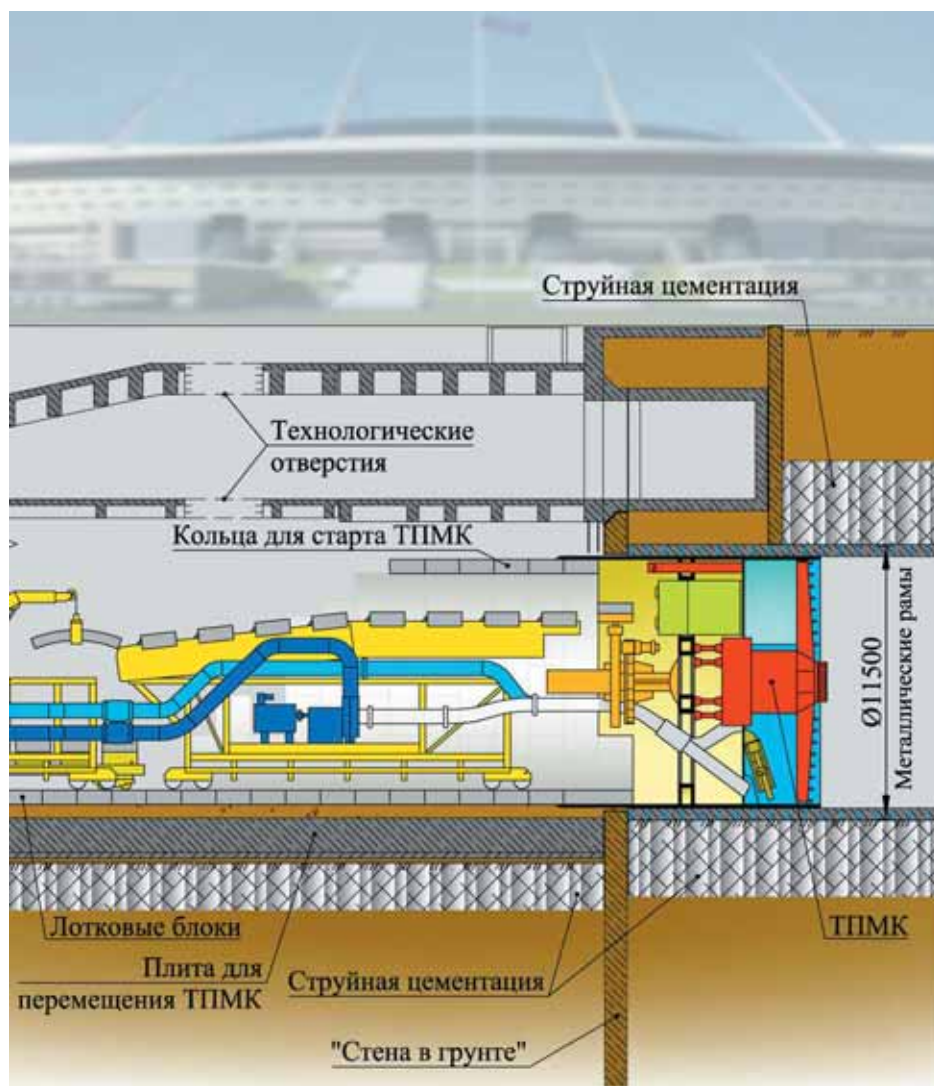 Струйная
цементация
Технологические
отверстия
Кольца для старта ТПМК
Ø11500
Металлические рамы
Лотковые блоки
ТПМК
Плита для
перемещения ТПМК
Струйная цементация
"Стена в грунте"